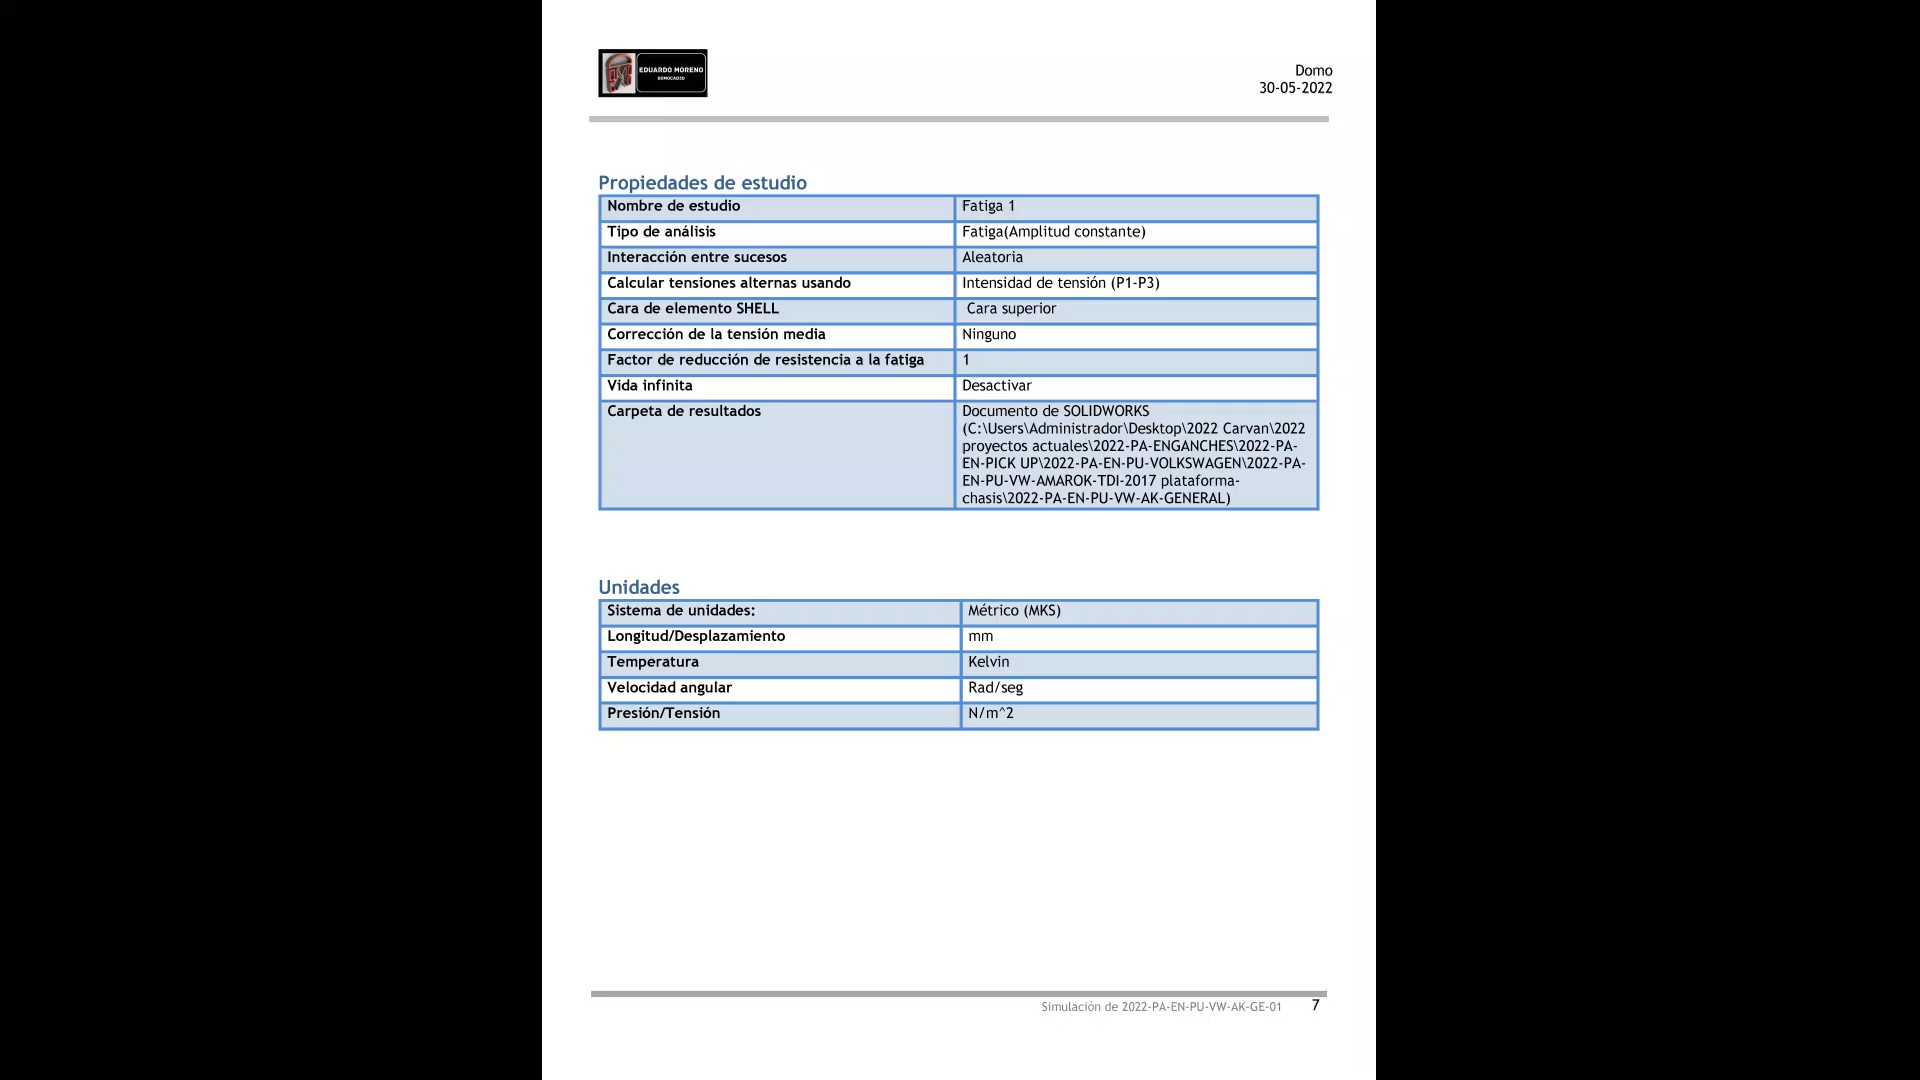 EDUARDO MORENO
DOMOCAD3D
Domo
30-05-2022
Propiedades de estudio
Nombre de estudio Fatiga 1
Tipo de análisis Fatiga(Amplitud constante)
Interacción entre sucesos Aleatoria
Calcular tensiones alternas usando Intensidad de tensión (P1-P3)
Cara de elemento SHELL Cara superior
Corrección de la tensión media Ninguno
Factor de reducción de resistencia a la fatiga 1
Vida infinita Desactivar
Carpeta de resultados Documento de SOLIDWORKS
(C:\Users\Administrador\Desktop\2022 Carvan\2022
proyectos actuales\2022-PA-ENGANCHES\2022-PA-
EN-PICK UP\2022-PA-EN-PU-VOLKSWAGEN\2022-PA-
EN-PU-VW-AMAROK-TDI-2017 plataforma-
chasis\2022-PA-EN-PU-VW-AK-GENERAL)
Unidades
Sistema de unidades: Métrico (MKS)
Longitud/Desplazamiento mm
Temperatura Kelvin
Velocidad angular Rad/seg
Presión/Tensión N/m^2
Simulación de 2022-PA-EN-PU-VW-AK-GE-01 7